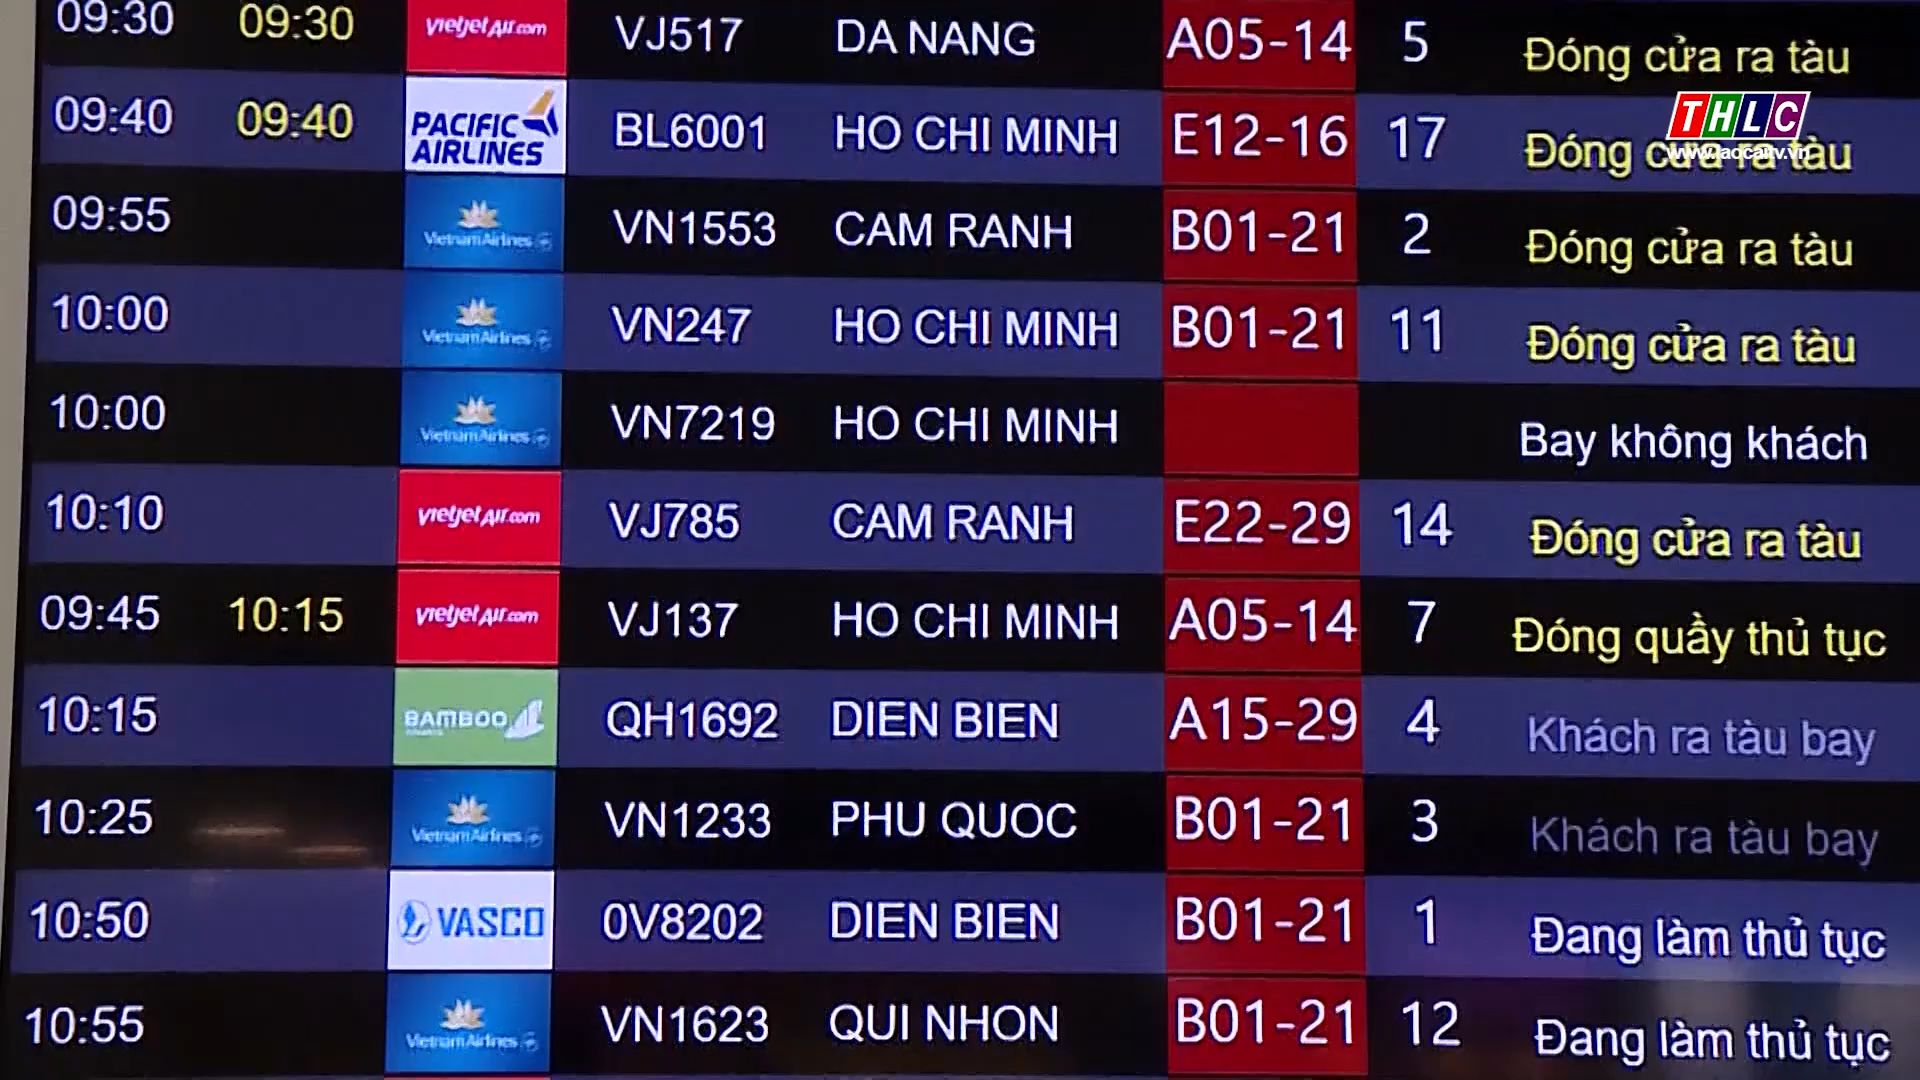 09:30 09:30 vietjetAir.com VJ517 DA NANG A05-14 5 Đóng cửa ra tàu
THLC
09:40 09:40 PACIFIC AIRLINES BL6001 HO CHI MINH E12-16 17 Đóng cửa ra tàu
www.laocaitv.vn
09:55 Vietnam Airlines VN1553 CAM RANH B01-21 2 Đóng cửa ra tàu
10:00 Vietnam Airlines VN247 HO CHI MINH B01-21 11 Đóng cửa ra tàu
10:00 Vietnam Airlines VN7219 HO CHI MINH Bay không khách
10:10 vietjetAir.com VJ785 CAM RANH E22-29 14 Đóng cửa ra tàu
09:45 10:15 vietjetAir.com VJ137 HO CHI MINH A05-14 7 Đóng quầy thủ tục
10:15 BAMBOO QH1692 DIEN BIEN A15-29 4 Khách ra tàu bay
10:25 Vietnam Airlines VN1233 PHU QUOC B01-21 3 Khách ra tàu bay
10:50 VASCO 0V8202 DIEN BIEN B01-21 1 Đang làm thủ tục
10:55 Vietnam Airlines VN1623 QUI NHON B01-21 12 Đang làm thủ tục